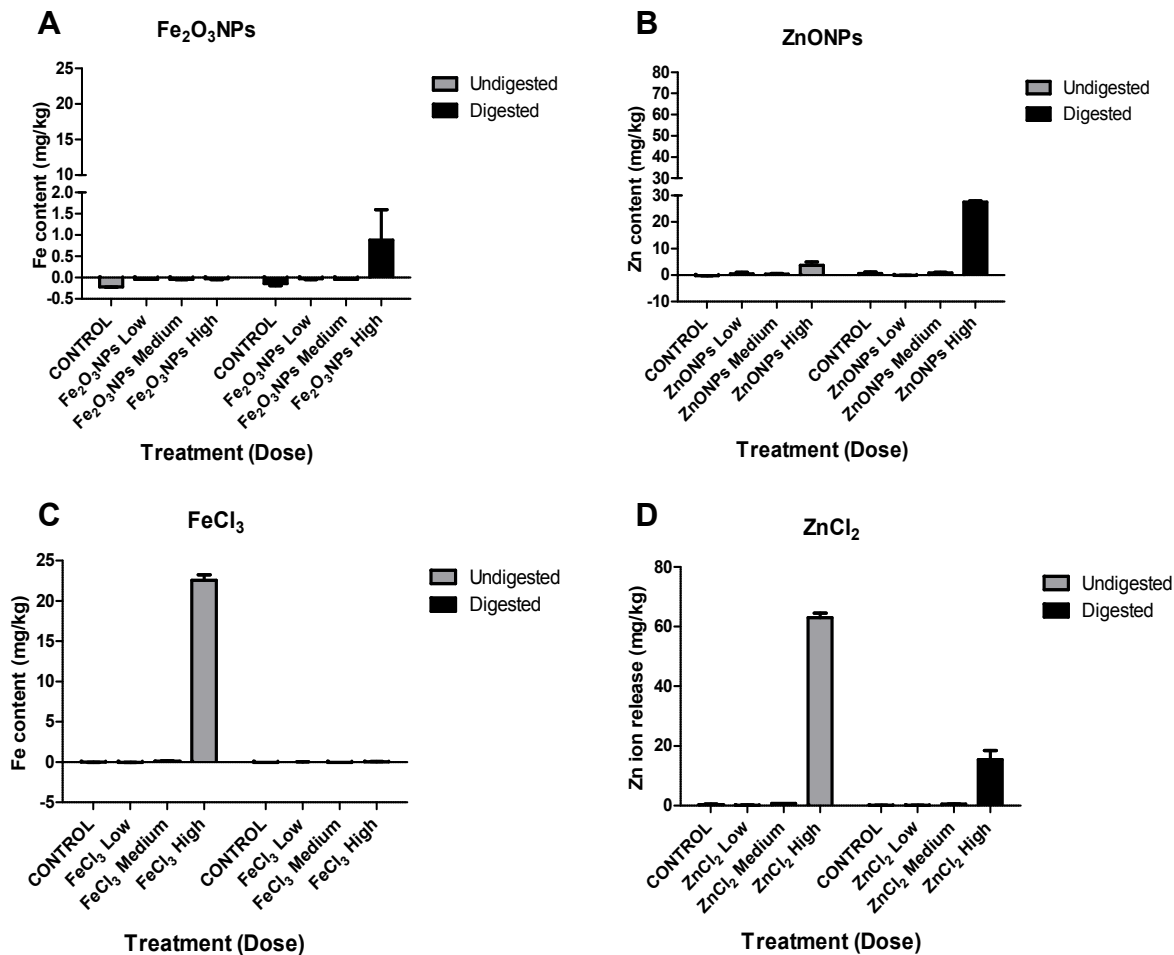 A
Fe₂O₃NPs
25
20
15
10
2.0
1.5
1.0
0.5
0.0
-0.5
Fe content (mg/kg)
Undigested
Digested
CONTROL
Fe₂O₃NPs Low
Fe₂O₃NPs Medium
Fe₂O₃NPs High
CONTROL
Fe₂O₃NPs Low
Fe₂O₃NPs Medium
Fe₂O₃NPs High
Treatment (Dose)
B
ZnONPs
80
70
60
50
40
30
30
20
10
0
-10
Zn content (mg/kg)
Undigested
Digested
CONTROL
ZnONPs Low
ZnONPs Medium
ZnONPs High
CONTROL
ZnONPs Low
ZnONPs Medium
ZnONPs High
Treatment (Dose)
C
FeCl₃
25
20
15
10
5
0
-5
Fe content (mg/kg)
Undigested
Digested
CONTROL
FeCl₃ Low
FeCl₃ Medium
FeCl₃ High
CONTROL
FeCl₃ Low
FeCl₃ Medium
FeCl₃ High
Treatment (Dose)
D
ZnCl₂
80
60
40
20
0
Zn ion release (mg/kg)
Undigested
Digested
CONTROL
ZnCl₂ Low
ZnCl₂ Medium
ZnCl₂ High
CONTROL
ZnCl₂ Low
ZnCl₂ Medium
ZnCl₂ High
Treatment (Dose)